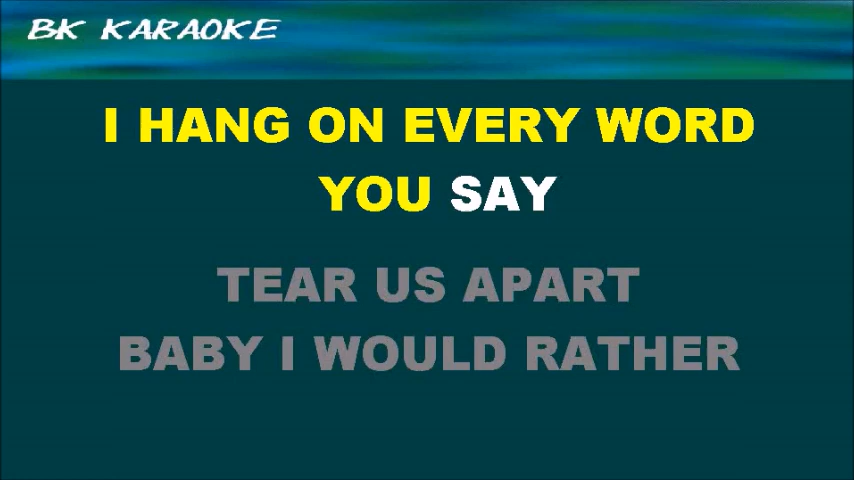 BK KARAOKE
I HANG ON EVERY WORD
YOU SAY
TEAR US APART
BABY I WOULD RATHER